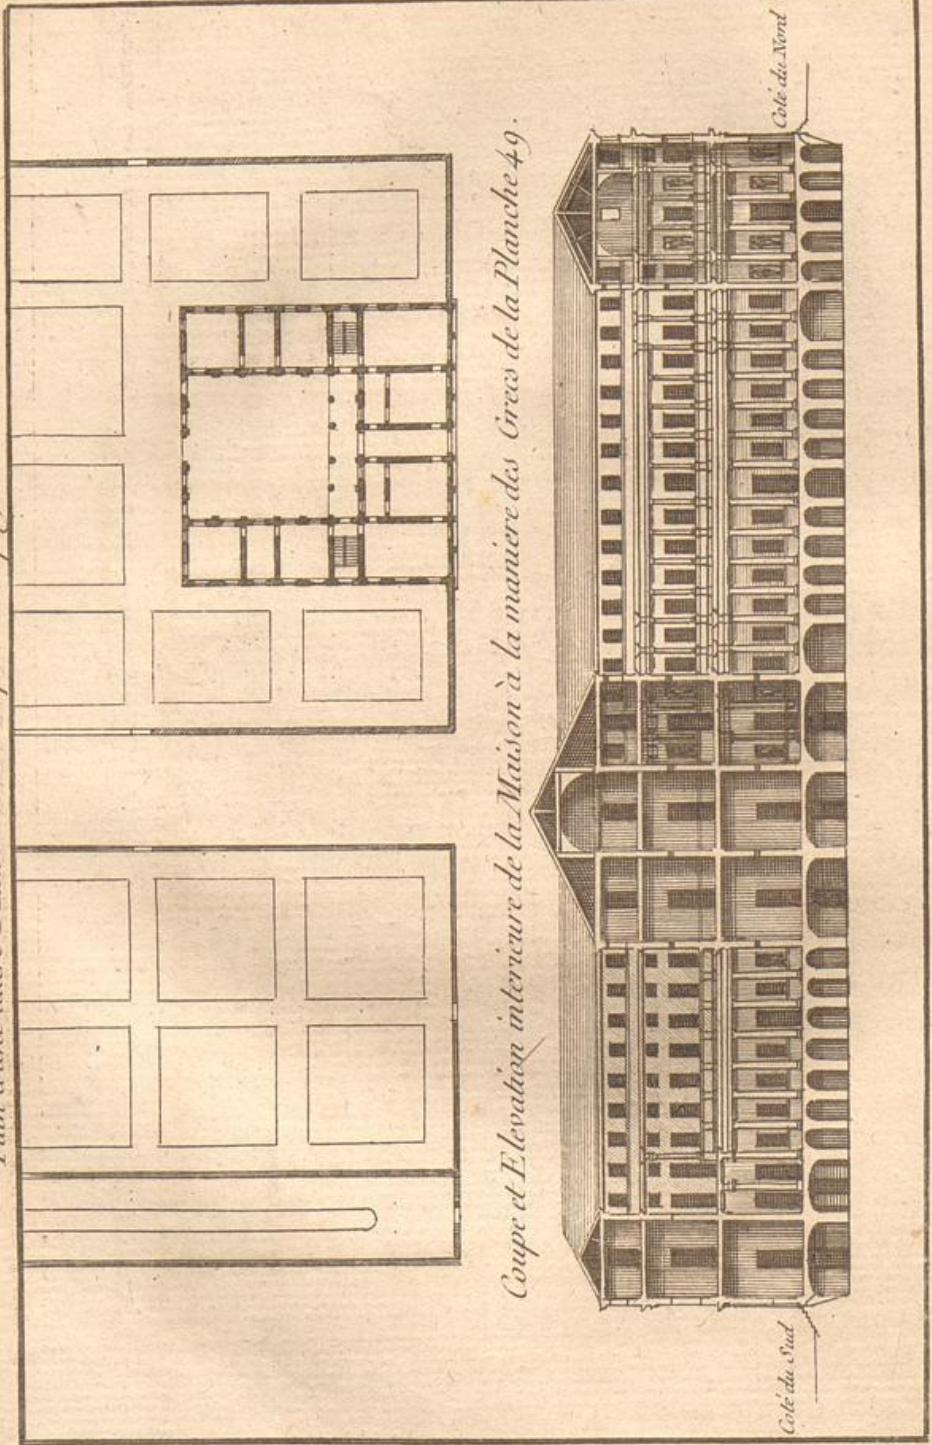 Coupe et Elevation interieure de la Maison à la maniere des Grecs de la Planche 49.
Coté du Sud
Coté du Nord